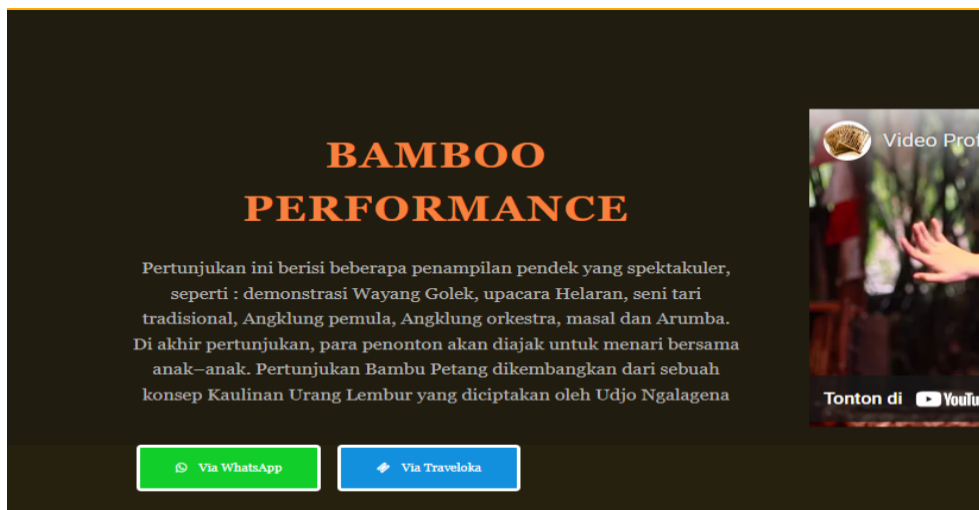 BAMBOO
PERFORMANCE
Pertunjukan ini berisi beberapa penampilan pendek yang spektakuler,
seperti : demonstrasi Wayang Golek, upacara Helaran, seni tari
tradisional, Angklung pemula, Angklung orkestra, masal dan Arumba.
Di akhir pertunjukan, para penonton akan diajak untuk menari bersama
anak–anak. Pertunjukan Bambu Petang dikembangkan dari sebuah
konsep Kaulinan Urang Lembur yang diciptakan oleh Udjo Ngalagena
Via WhatsApp
Via Traveloka
Video Prof
Tonton di YouTu